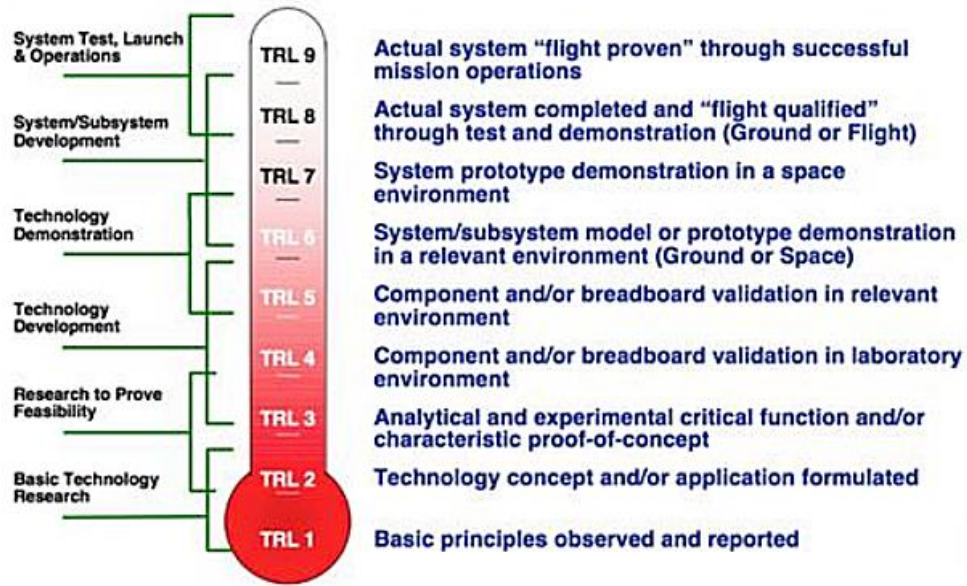 System Test, Launch
& Operations
System/Subsystem
Development
Technology
Demonstration
Technology
Development
Research to Prove
Feasibility
Basic Technology
Research
TRL 9
TRL 8
TRL 7
TRL 6
TRL 5
TRL 4
TRL 3
TRL 2
TRL 1
Actual system “flight proven” through successful
mission operations
Actual system completed and “flight qualified”
through test and demonstration (Ground or Flight)
System prototype demonstration in a space
environment
System/subsystem model or prototype demonstration
in a relevant environment (Ground or Space)
Component and/or breadboard validation in relevant
environment
Component and/or breadboard validation in laboratory
environment
Analytical and experimental critical function and/or
characteristic proof-of-concept
Technology concept and/or application formulated
Basic principles observed and reported